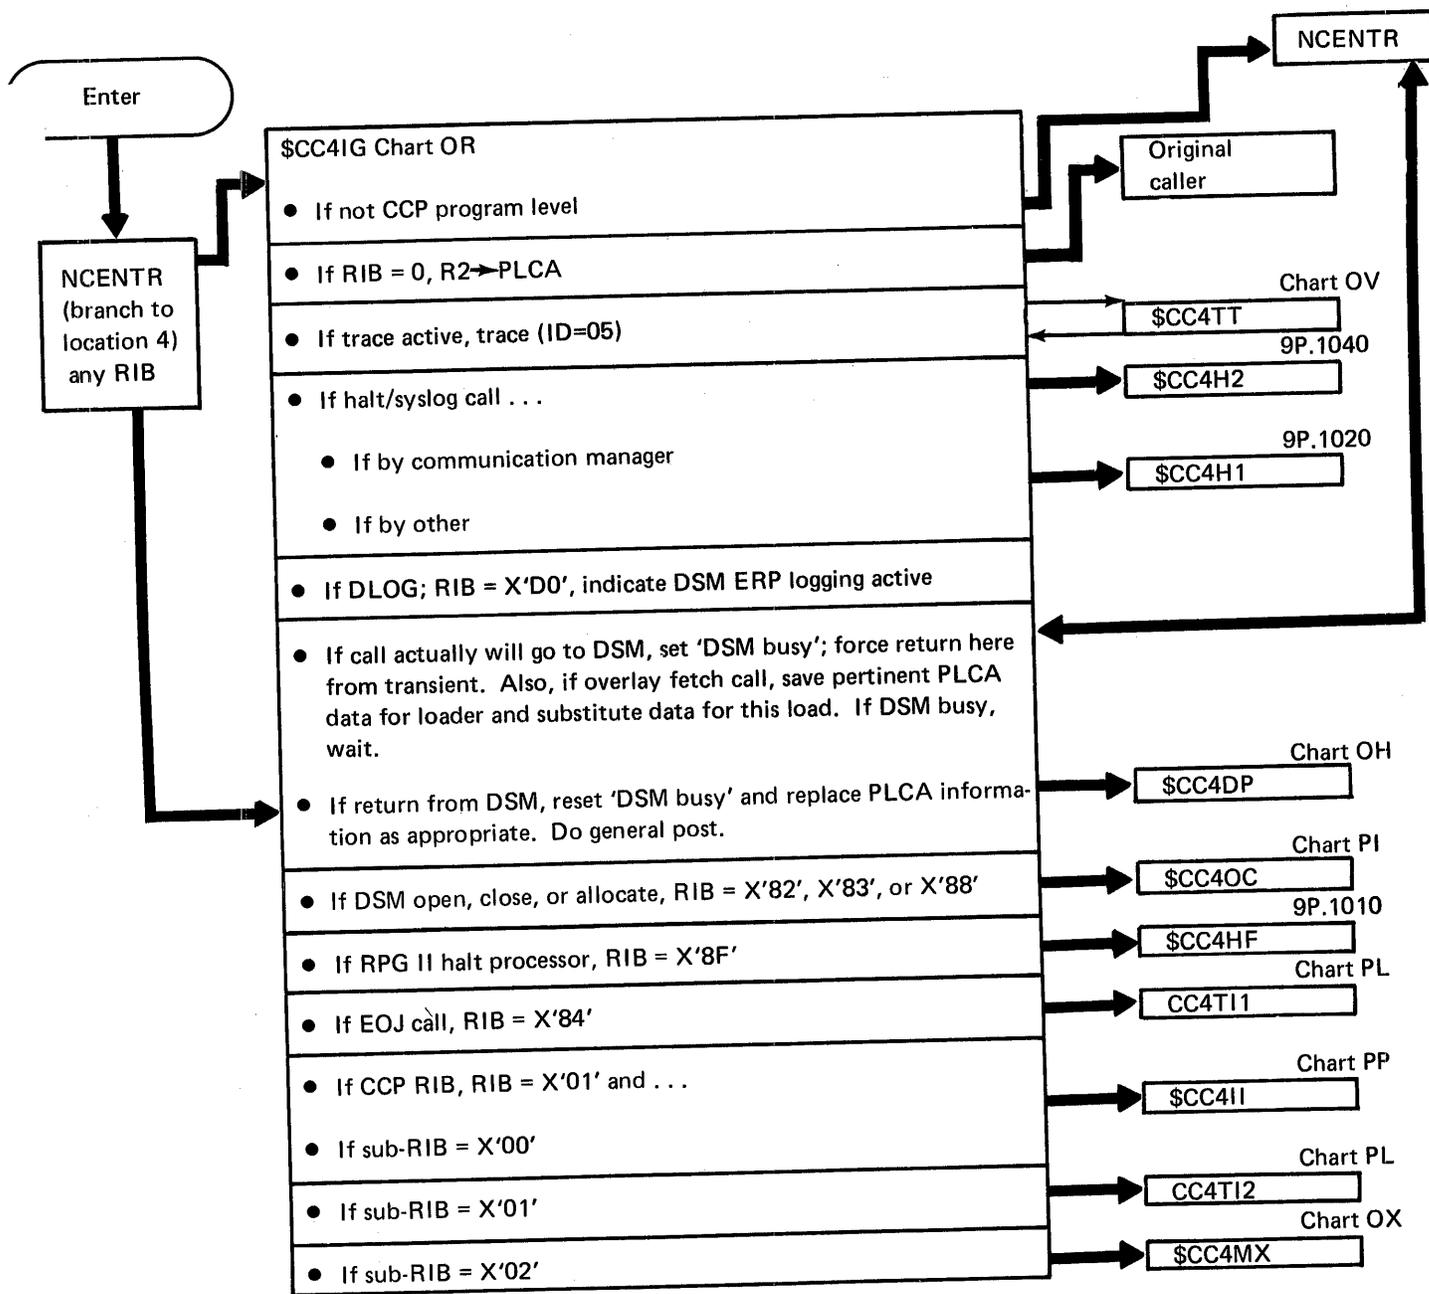 NCENTR
Enter
$CC4IG Chart OR
• If not CCP program level
Original
caller
NCENTR
(branch to
location 4)
any RIB
• If RIB = 0, R2→PLCA
Chart OV
• If trace active, trace (ID=05)
$CC4TT
9P.1040
• If halt/syslog call . . .
$CC4H2
• If by communication manager
9P.1020
$CC4H1
• If by other
• If DLOG; RIB = X‘D0’, indicate DSM ERP logging active
• If call actually will go to DSM, set ‘DSM busy’; force return here
from transient. Also, if overlay fetch call, save pertinent PLCA
data for loader and substitute data for this load. If DSM busy,
wait.
Chart OH
$CC4DP
• If return from DSM, reset ‘DSM busy’ and replace PLCA informa-
tion as appropriate. Do general post.
Chart PI
• If DSM open, close, or allocate, RIB = X‘82’, X‘83’, or X‘88’
$CC4OC
9P.1010
• If RPG II halt processor, RIB = X‘8F’
$CC4HF
Chart PL
• If EOJ call, RIB = X‘84’
CC4TI1
Chart PP
• If CCP RIB, RIB = X‘01’ and . . .
$CC4II
• If sub-RIB = X‘00’
Chart PL
• If sub-RIB = X‘01’
CC4TI2
Chart OX
• If sub-RIB = X‘02’
$CC4MX